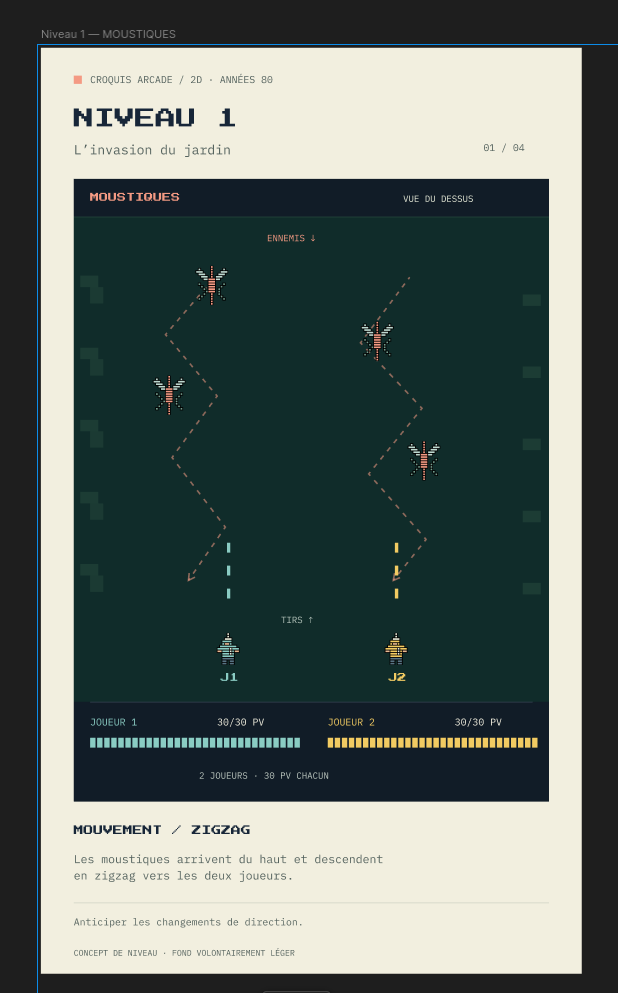 Niveau 1 — MOUSTIQUES
CROQUIS ARCADE / 2D · ANNÉES 80
NIVEAU 1
L’invasion du jardin
01 / 04
MOUSTIQUES
VUE DU DESSUS
ENNEMIS ↓
TIRS ↑
J1
J2
JOUEUR 1
30/30 PV
JOUEUR 2
30/30 PV
2 JOUEURS · 30 PV CHACUN
MOUVEMENT / ZIGZAG
Les moustiques arrivent du haut et descendent
en zigzag vers les deux joueurs.
Anticiper les changements de direction.
CONCEPT DE NIVEAU · FOND VOLONTAIREMENT LÉGER